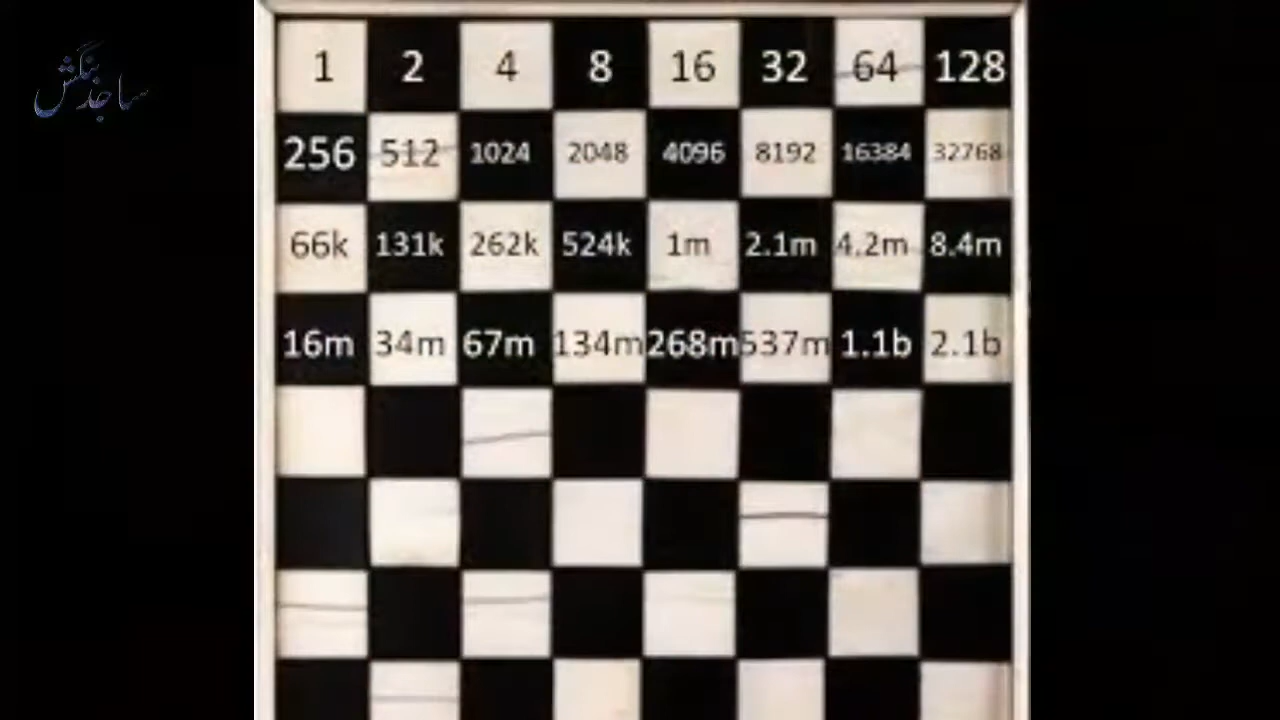 ساجد بنگش
1 2 4 8 16 32 64 128
256 512 1024 2048 4096 8192 16384 32768
66k 131k 262k 524k 1m 2.1m 4.2m 8.4m
16m 34m 67m 134m 268m 537m 1.1b 2.1b